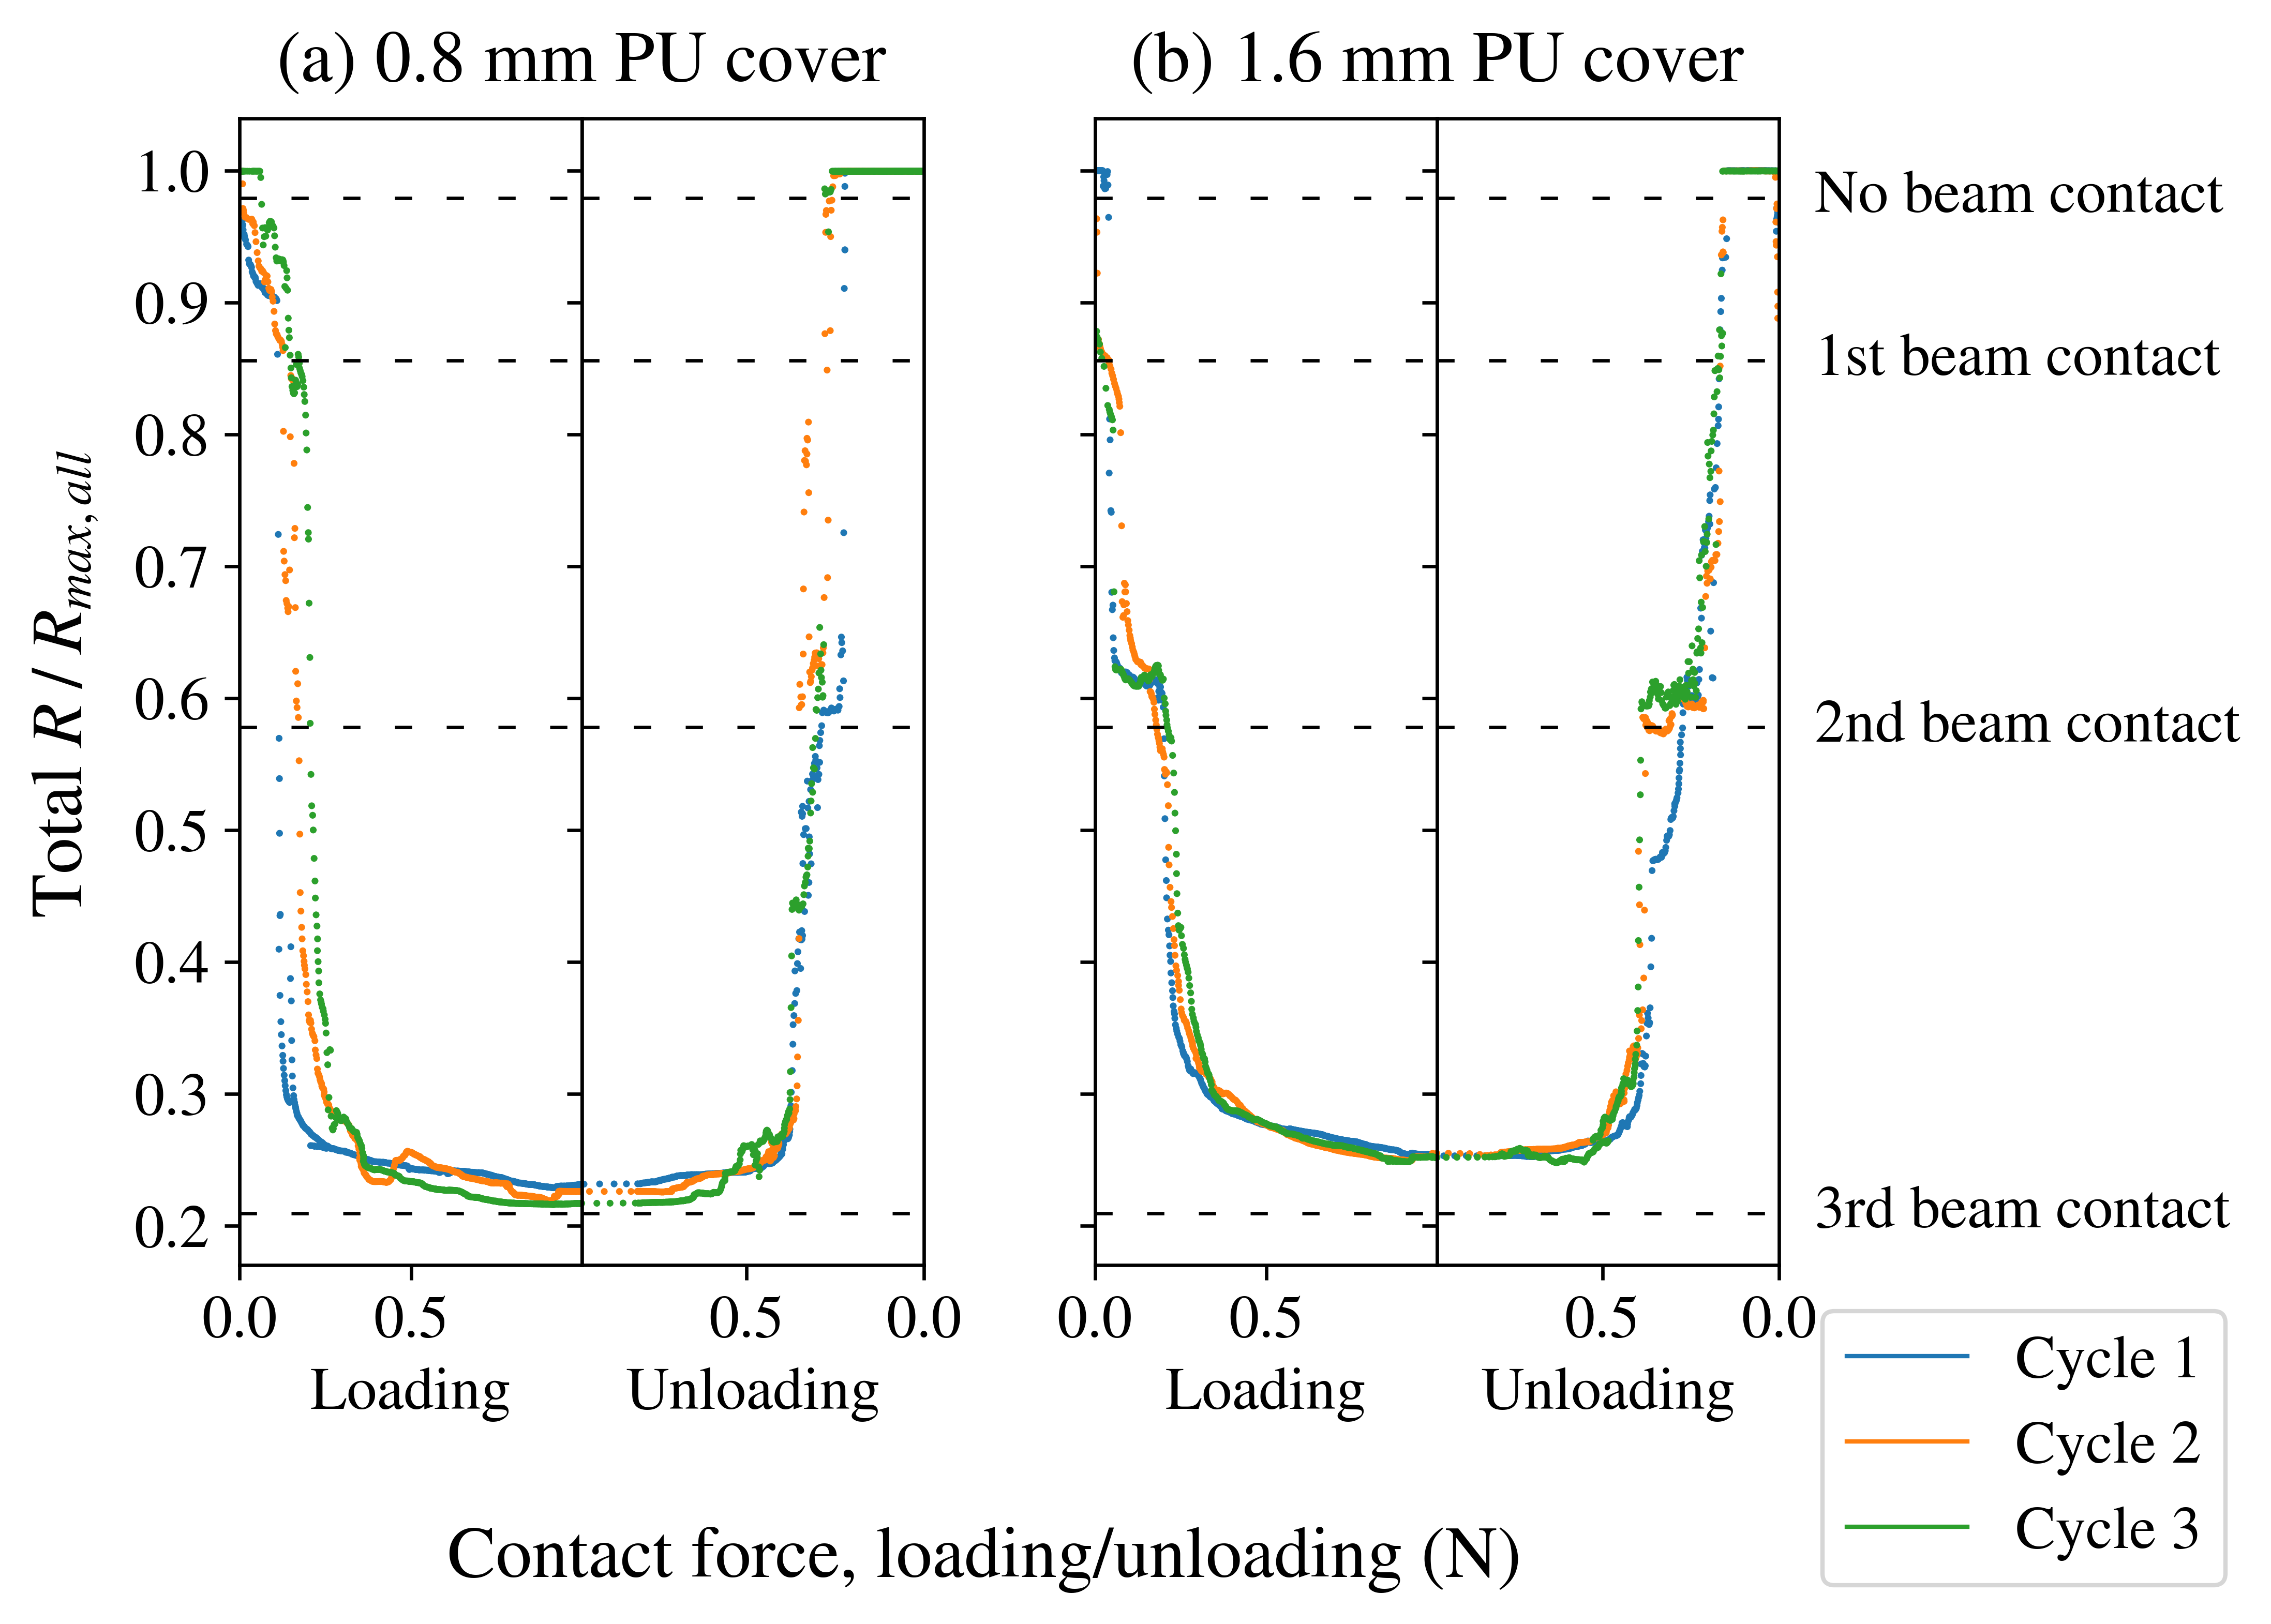 (a) 0.8 mm PU cover
(b) 1.6 mm PU cover
Total R / R_max, all
1.0
0.9
0.8
0.7
0.6
0.5
0.4
0.3
0.2
No beam contact
1st beam contact
2nd beam contact
3rd beam contact
0.0 0.5 0.5 0.0
0.0 0.5 0.5 0.0
Loading Unloading
Loading Unloading
Contact force, loading/unloading (N)
Cycle 1
Cycle 2
Cycle 3